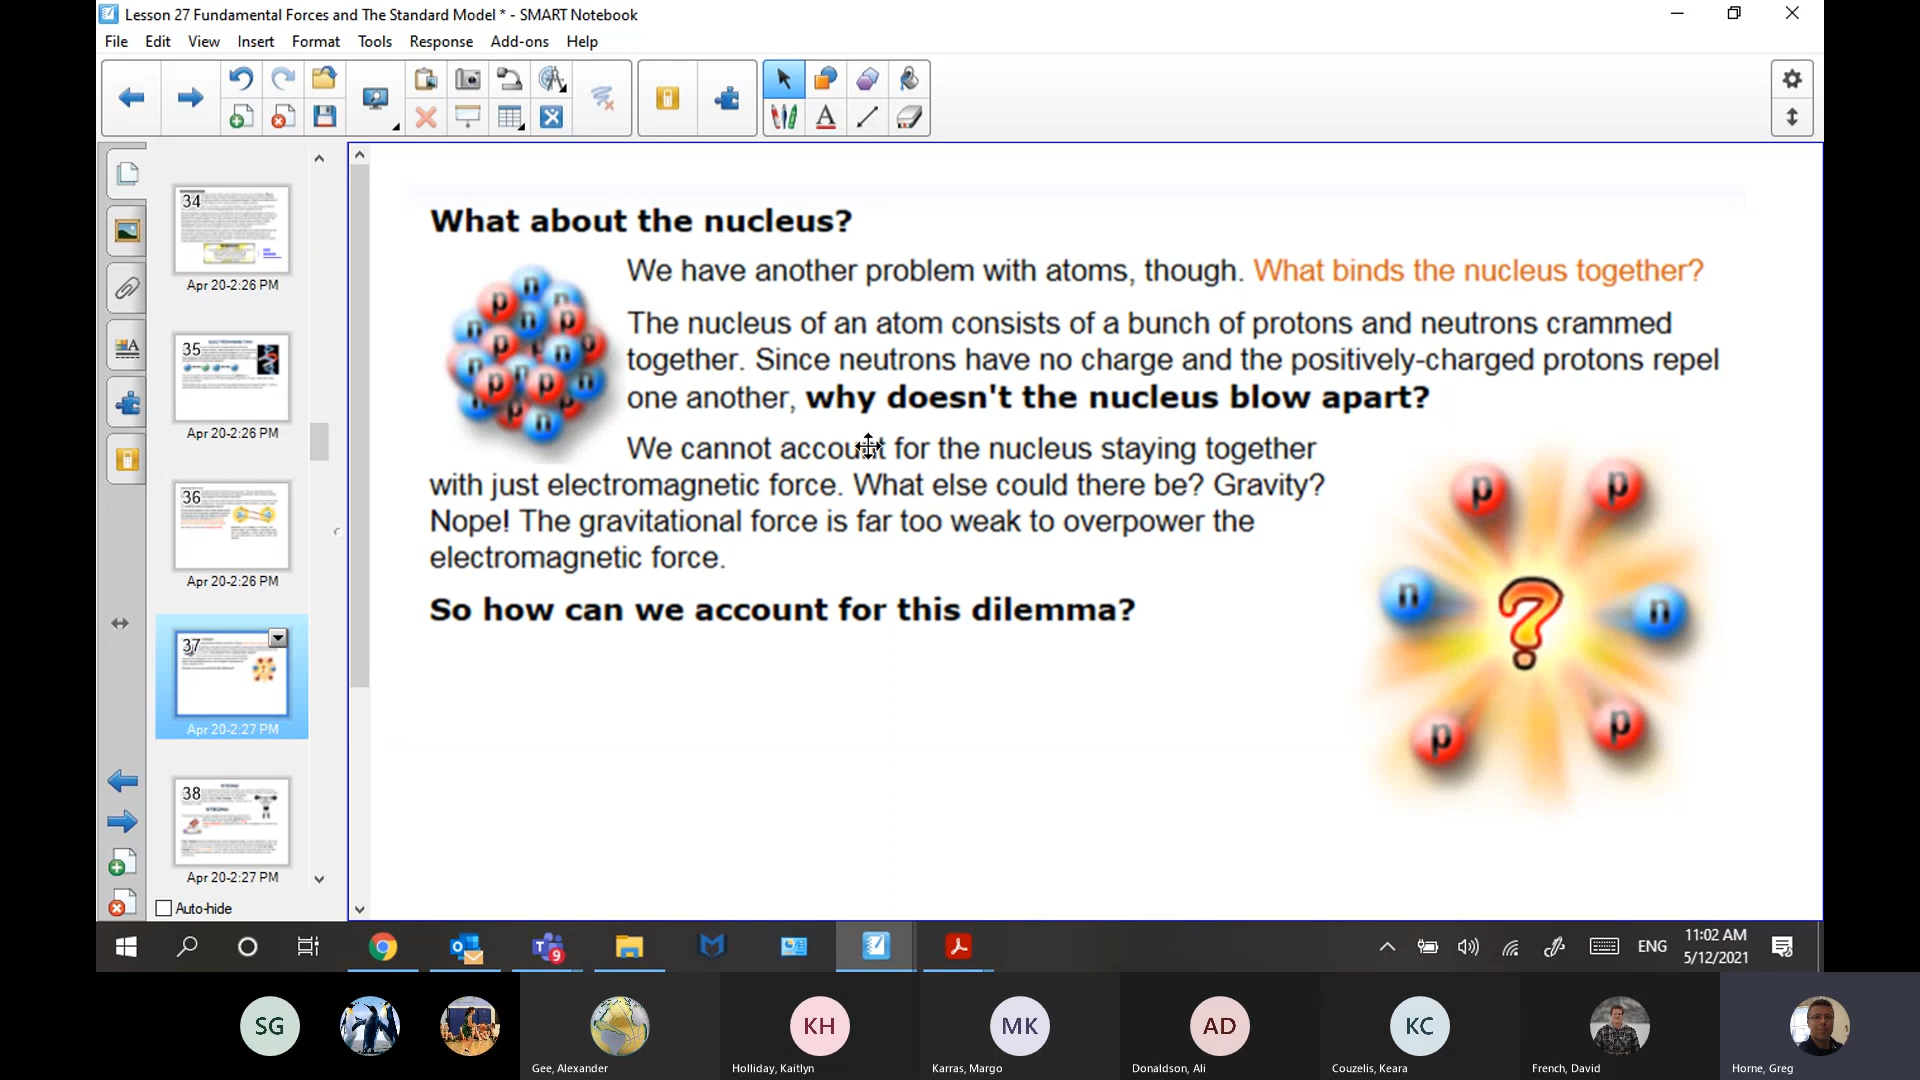 Lesson 27 Fundamental Forces and The Standard Model * - SMART Notebook
File Edit View Insert Format Tools Response Add-ons Help
34
Apr 20-2:26 PM
35
Apr 20-2:26 PM
36
Apr 20-2:26 PM
37
Apr 20-2:27 PM
38
Apr 20-2:27 PM
Auto-hide
What about the nucleus?
We have another problem with atoms, though. What binds the nucleus together?
The nucleus of an atom consists of a bunch of protons and neutrons crammed
together. Since neutrons have no charge and the positively-charged protons repel
one another, why doesn't the nucleus blow apart?
We cannot account for the nucleus staying together
with just electromagnetic force. What else could there be? Gravity?
Nope! The gravitational force is far too weak to overpower the
electromagnetic force.
So how can we account for this dilemma?
p p
n ? n
p p
9
ENG
11:02 AM
5/12/2021
SG KH MK AD KC
Gee, Alexander Holliday, Kaitlyn Karras, Margo Donaldson, Ali Couzelis, Keara French, David Horne, Greg